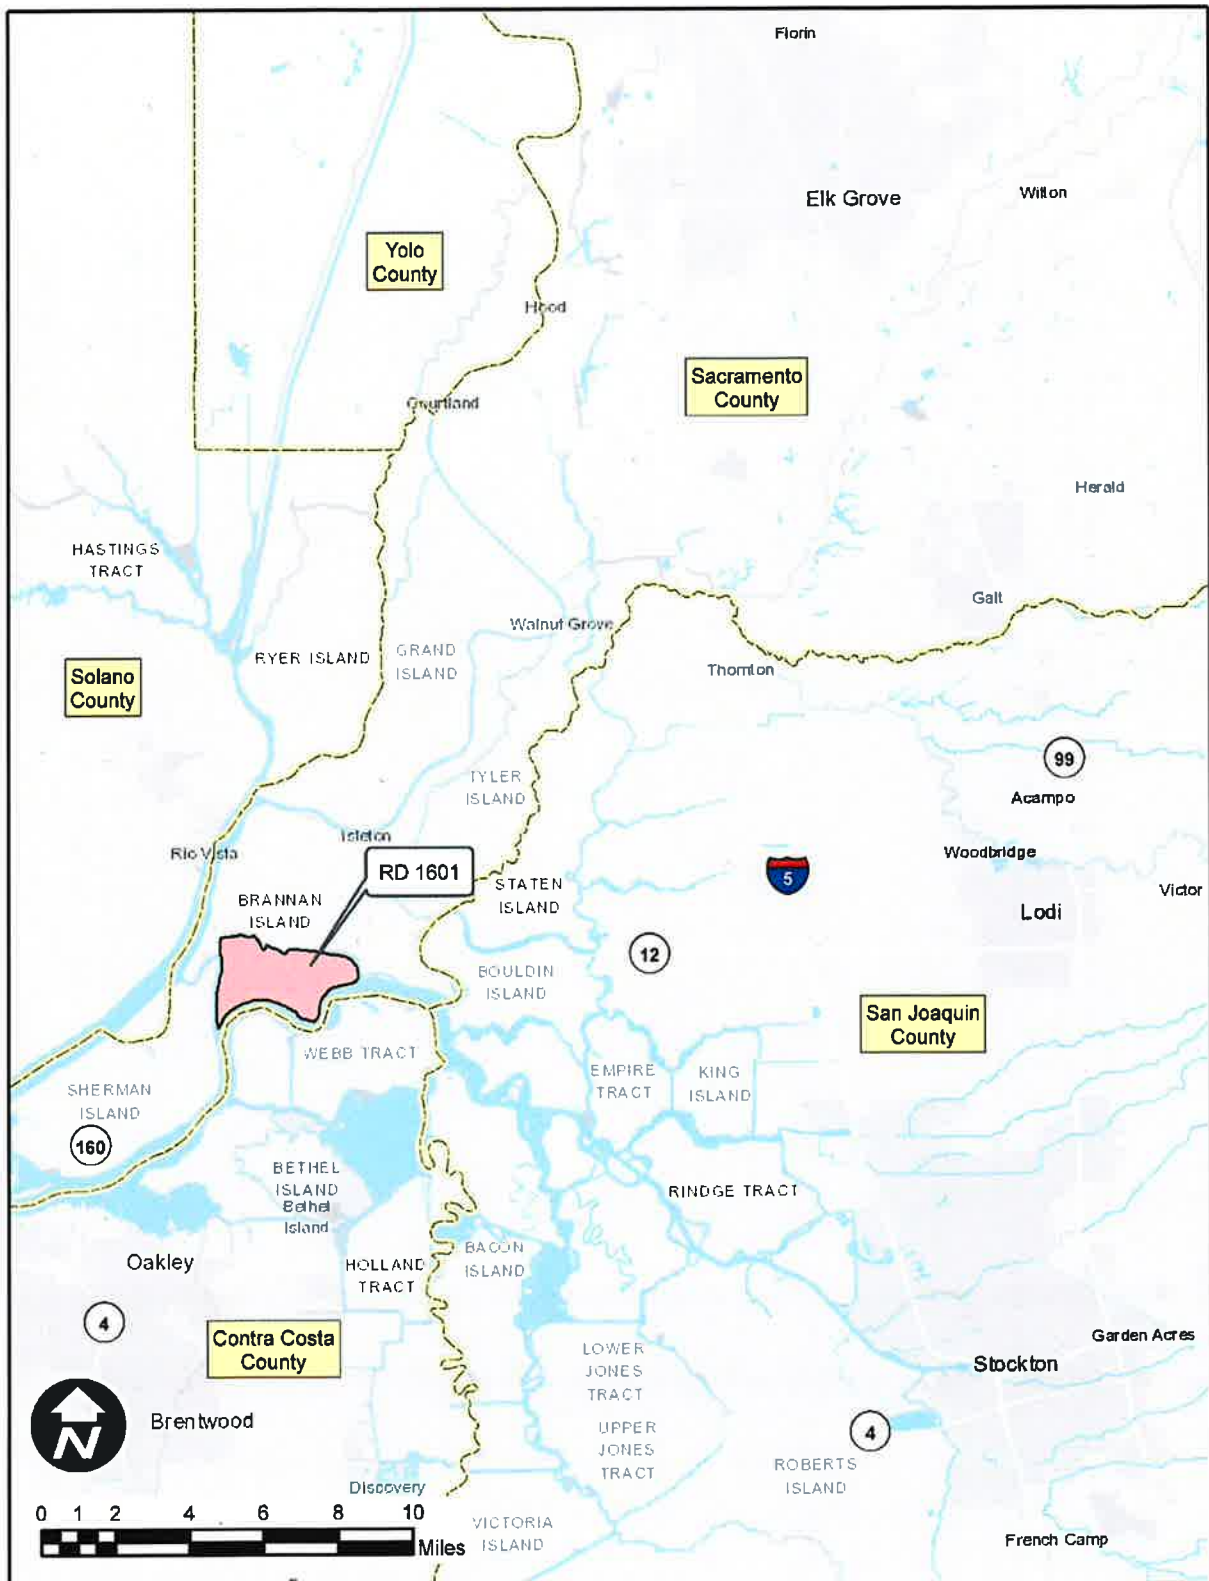 Florin
Elk Grove
Wilton
Yolo
County
Hood
Sacramento
County
Courtland
Herald
HASTINGS
TRACT
Galt
Walnut Grove
RYER ISLAND
GRAND
ISLAND
Thornton
Solano
County
99
TYLER
ISLAND
Acampo
Isleton
Rio Vista
Woodbridge
RD 1601
STATEN
ISLAND
5
Victor
BRANNAN
ISLAND
Lodi
12
BOULDIN
ISLAND
San Joaquin
County
WEBB TRACT
EMPIRE
TRACT
KING
ISLAND
SHERMAN
ISLAND
160
BETHEL
ISLAND
Bethel
Island
RINDGE TRACT
Oakley
HOLLAND
TRACT
BACON
ISLAND
4
Contra Costa
County
LOWER
JONES
TRACT
Garden Acres
Stockton
N
Brentwood
UPPER
JONES
TRACT
4
ROBERTS
ISLAND
Discovery
0 1 2 4 6 8 10
Miles
VICTORIA
ISLAND
French Camp